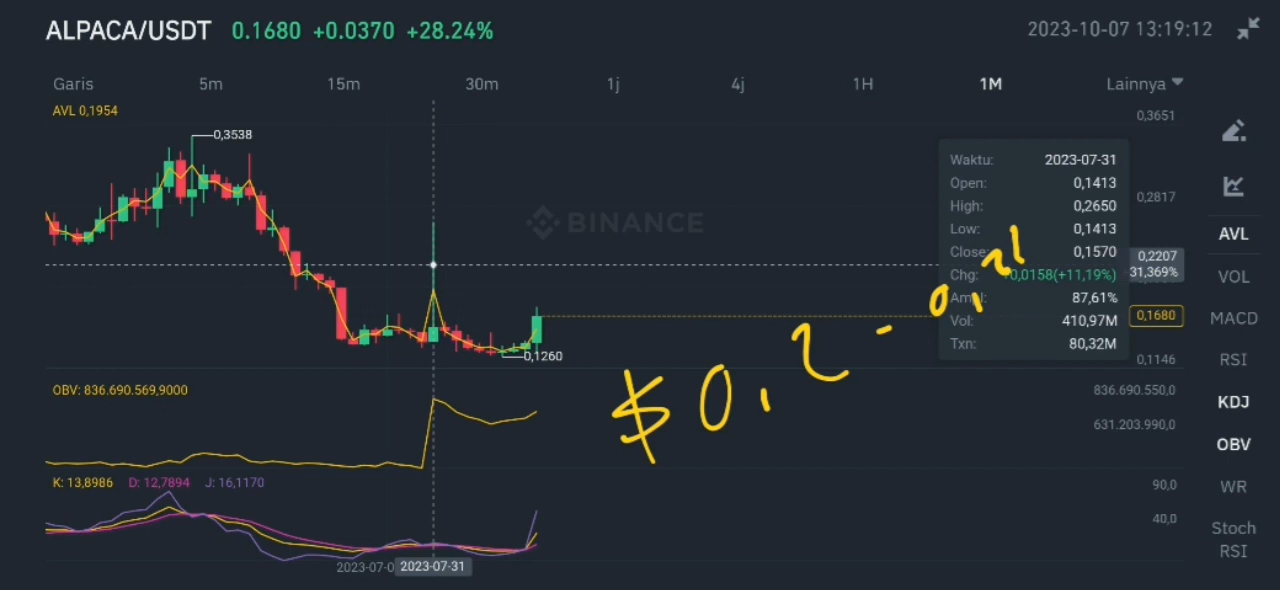 ALPACA/USDT 0.1680 +0.0370 +28.24% 2023-10-07 13:19:12
Garis 5m 15m 30m 1j 4j 1H 1M Lainnya
AVL 0,1954
0,3651
0,3538
Waktu: 2023-07-31
Open: 0,1413
0,2817
High: 0,2650
BINANCE
Low: 0,1413
AVL
Close: 0,1570
0,2207
Chg: +0,0158(+11,19%)
31,369%
VOL
Ampl: 87,61%
Vol: 410,97M
0,1680
MACD
Txn: 80,32M
0,1260
0,1146
RSI
$0,2 - 0,21
OBV: 836.690.569,9000
836.690.550,0
KDJ
631.203.990,0
OBV
K: 13,8986 D: 12,7894 J: 16,1170
90,0
WR
40,0
Stoch
RSI
2023-07-0
2023-07-31